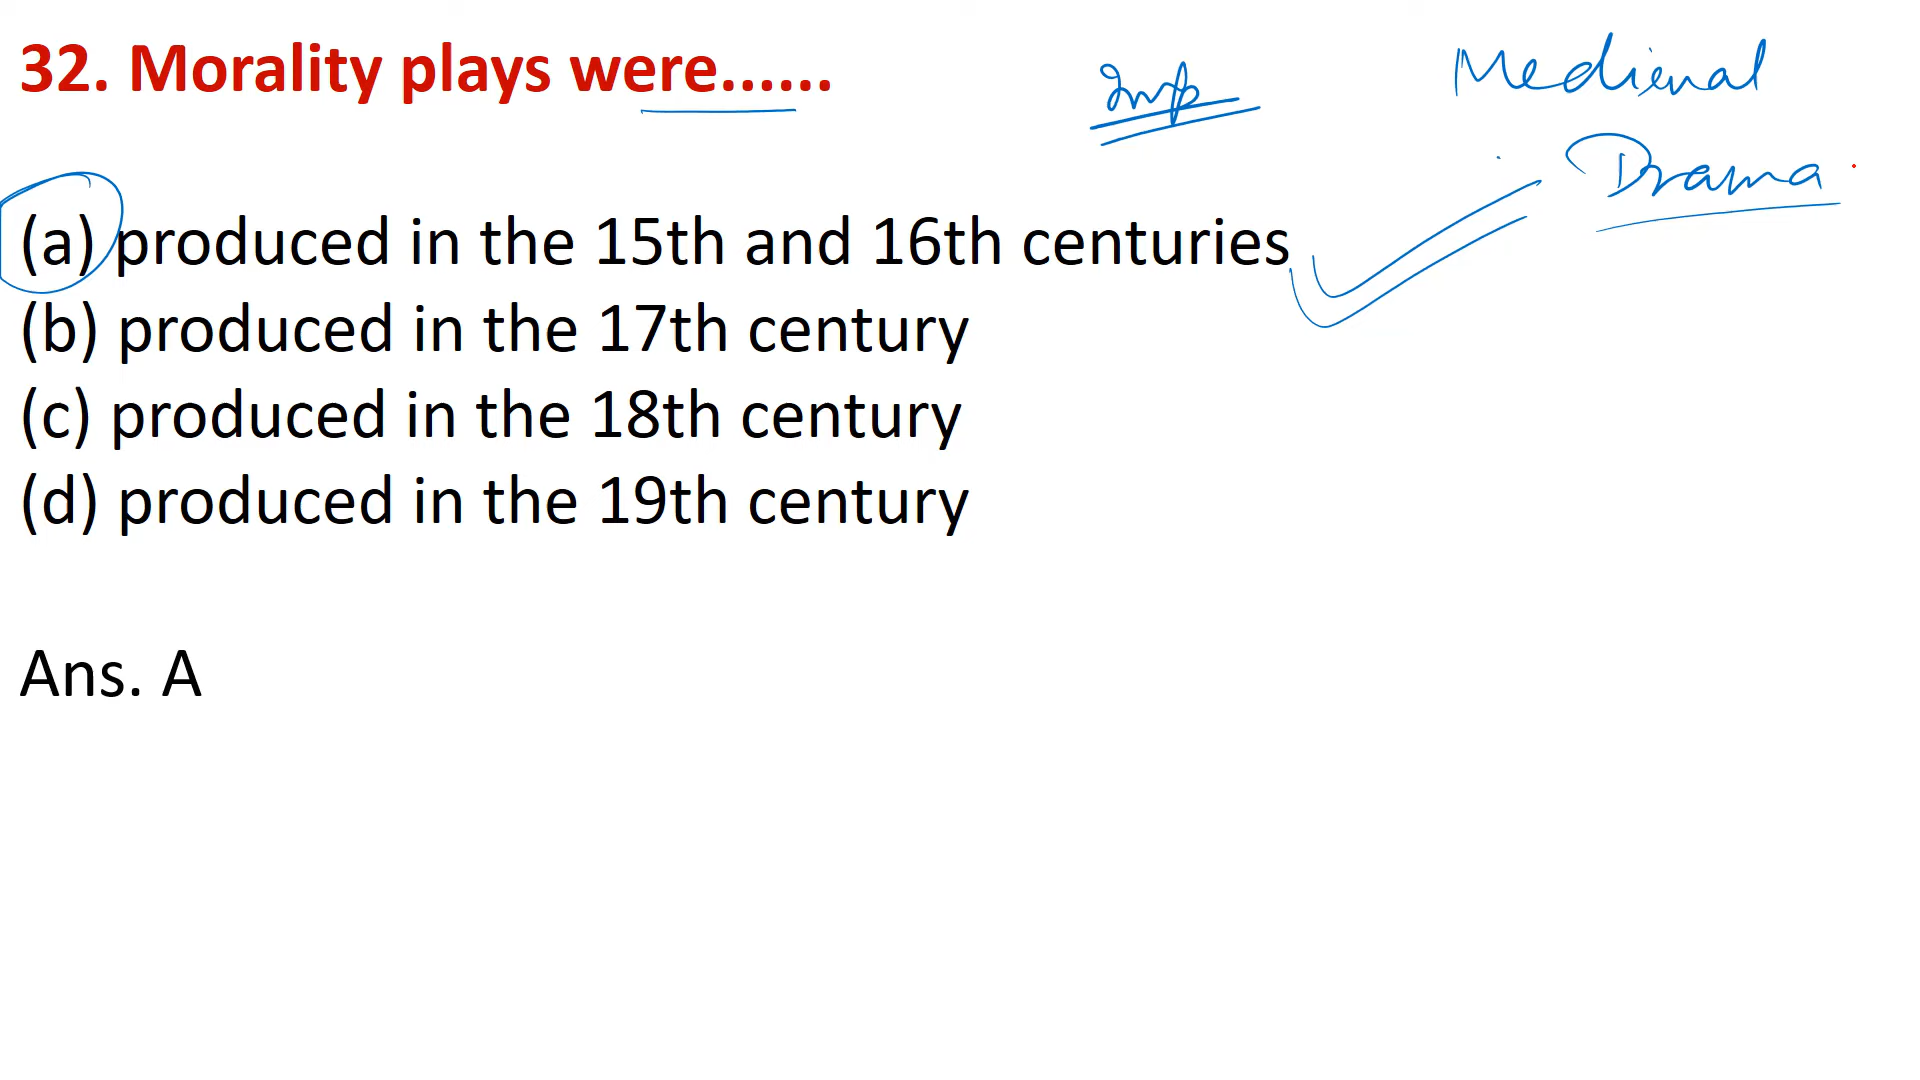 32. Morality plays were......
Imp
Medieval
Drama
(a) produced in the 15th and 16th centuries
(b) produced in the 17th century
(c) produced in the 18th century
(d) produced in the 19th century
Ans. A